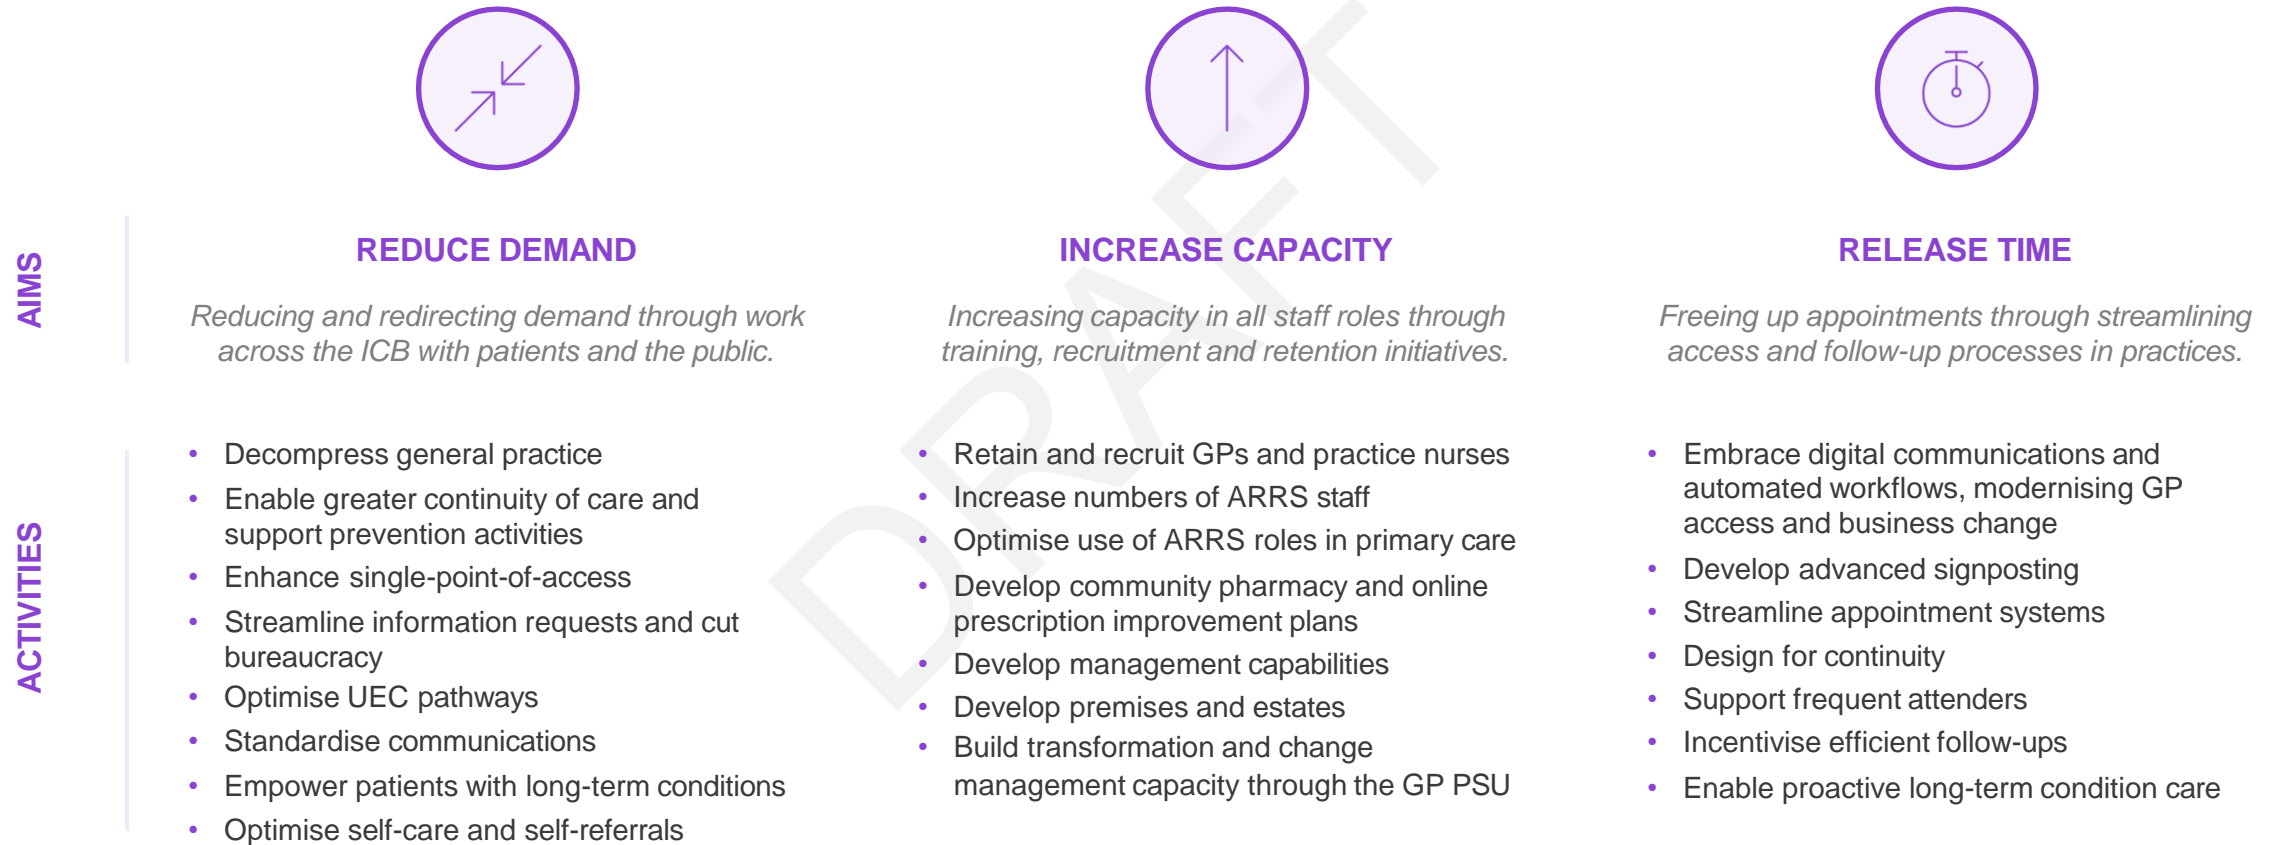 AIMS
REDUCE DEMAND
Reducing and redirecting demand through work
across the ICB with patients and the public.
INCREASE CAPACITY
Increasing capacity in all staff roles through
training, recruitment and retention initiatives.
RELEASE TIME
Freeing up appointments through streamlining
access and follow-up processes in practices.
ACTIVITIES
• Decompress general practice
• Enable greater continuity of care and
support prevention activities
• Enhance single-point-of-access
• Streamline information requests and cut
bureaucracy
• Optimise UEC pathways
• Standardise communications
• Empower patients with long-term conditions
• Optimise self-care and self-referrals
• Retain and recruit GPs and practice nurses
• Increase numbers of ARRS staff
• Optimise use of ARRS roles in primary care
• Develop community pharmacy and online
prescription improvement plans
• Develop management capabilities
• Develop premises and estates
• Build transformation and change
management capacity through the GP PSU
• Embrace digital communications and
automated workflows, modernising GP
access and business change
• Develop advanced signposting
• Streamline appointment systems
• Design for continuity
• Support frequent attenders
• Incentivise efficient follow-ups
• Enable proactive long-term condition care
DRAFT